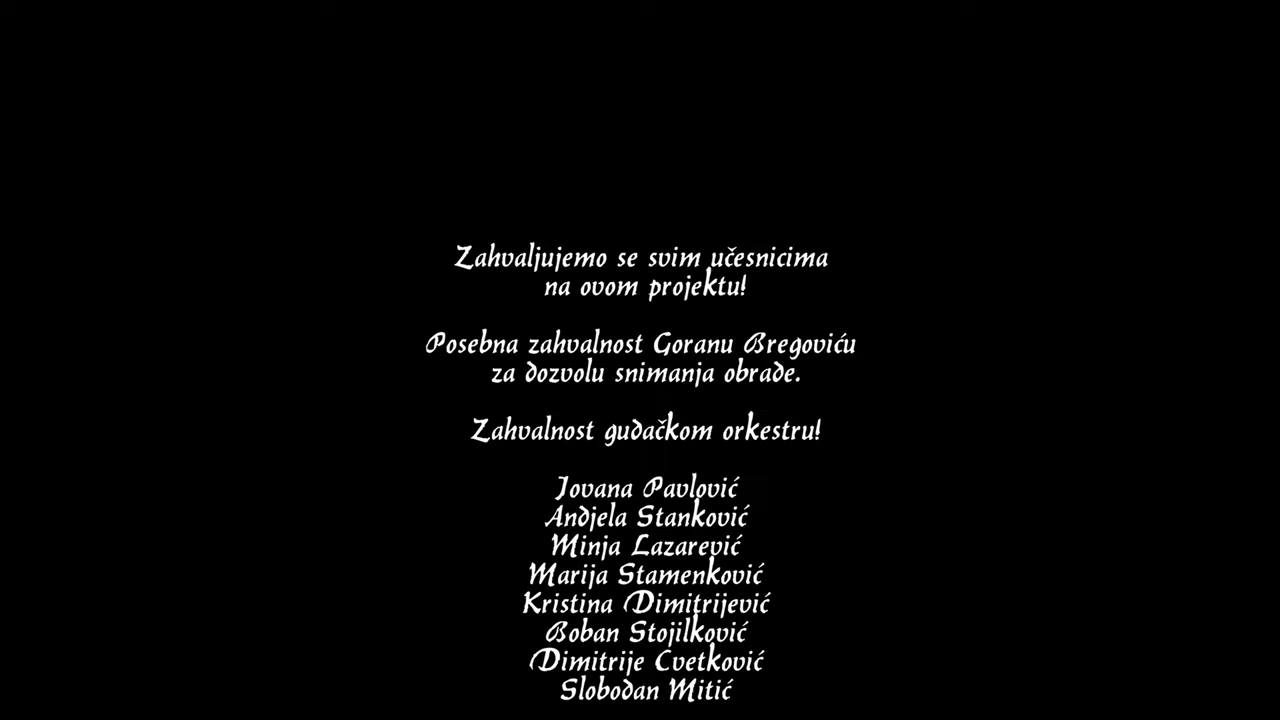 Zahvaljujemo se svim učesnicima
na ovom projektu!
Posebna zahvalnost Goranu Bregoviću
za dozvolu snimanja obrade.
Zahvalnost gudačkom orkestru!
Jovana Pavlović
Andjela Stanković
Minja Lazarević
Marija Stamenković
Kristina Dimitrijević
Boban Stojilković
Dimitrije Cvetković
Slobodan Mitić